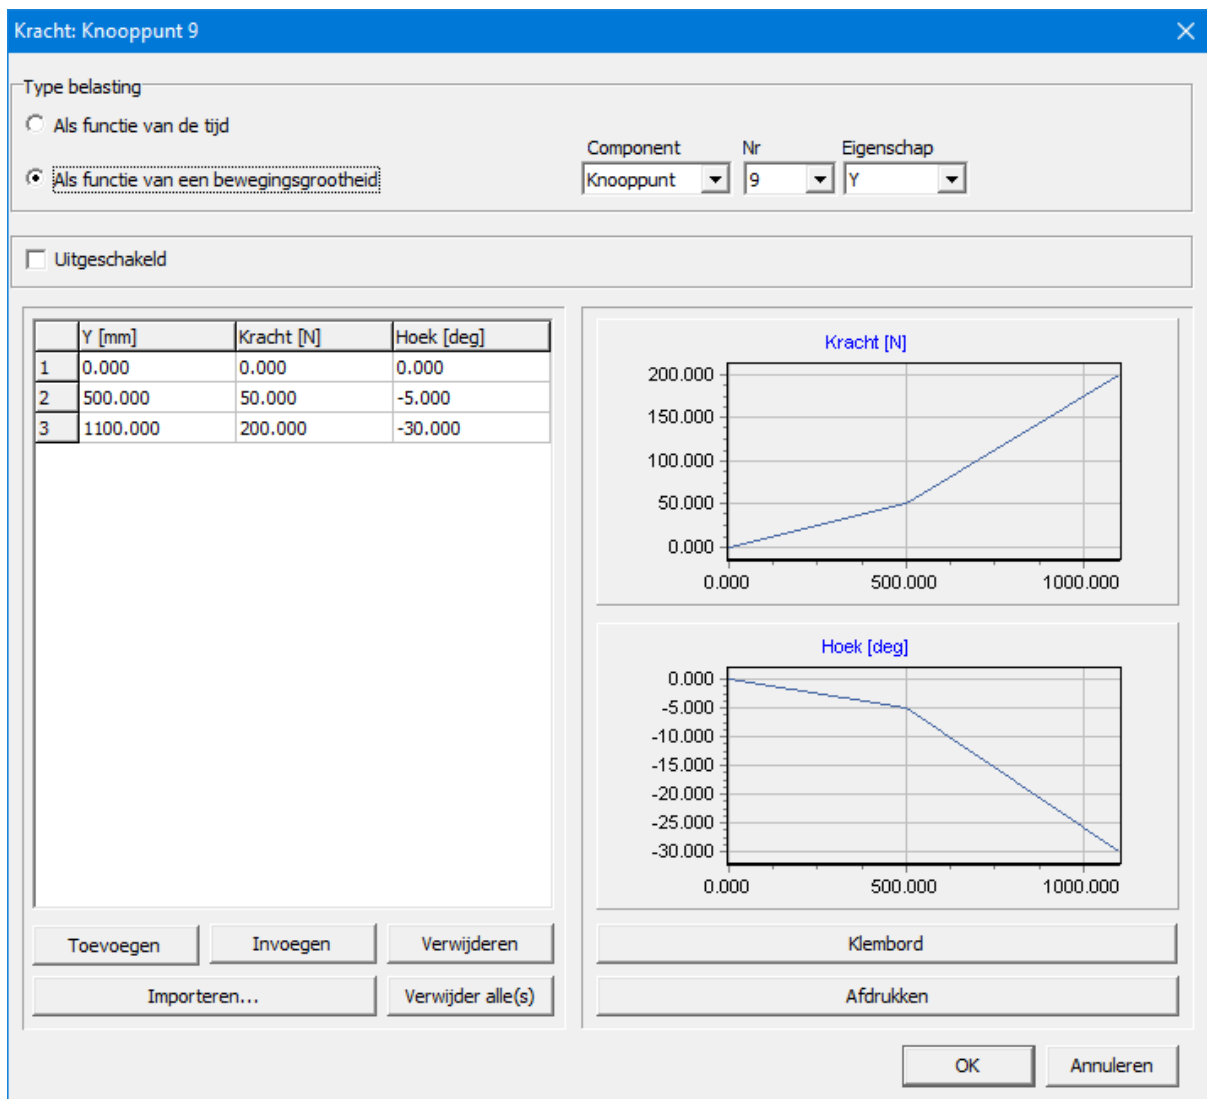 Kracht: Knooppunt 9
Type belasting
Als functie van de tijd
Als functie van een bewegingsgrootheid
Component Nr Eigenschap
Knooppunt 9 Y
Uitgeschakeld
Y [mm] Kracht [N] Hoek [deg]
1 0.000 0.000 0.000
2 500.000 50.000 -5.000
3 1100.000 200.000 -30.000
Kracht [N]
200.000
150.000
100.000
50.000
0.000
0.000 500.000 1000.000
Hoek [deg]
0.000
-5.000
-10.000
-15.000
-20.000
-25.000
-30.000
0.000 500.000 1000.000
Toevoegen Invoegen Verwijderen
Importeren... Verwijder alle(s)
Klembord
Afdrukken
OK Annuleren